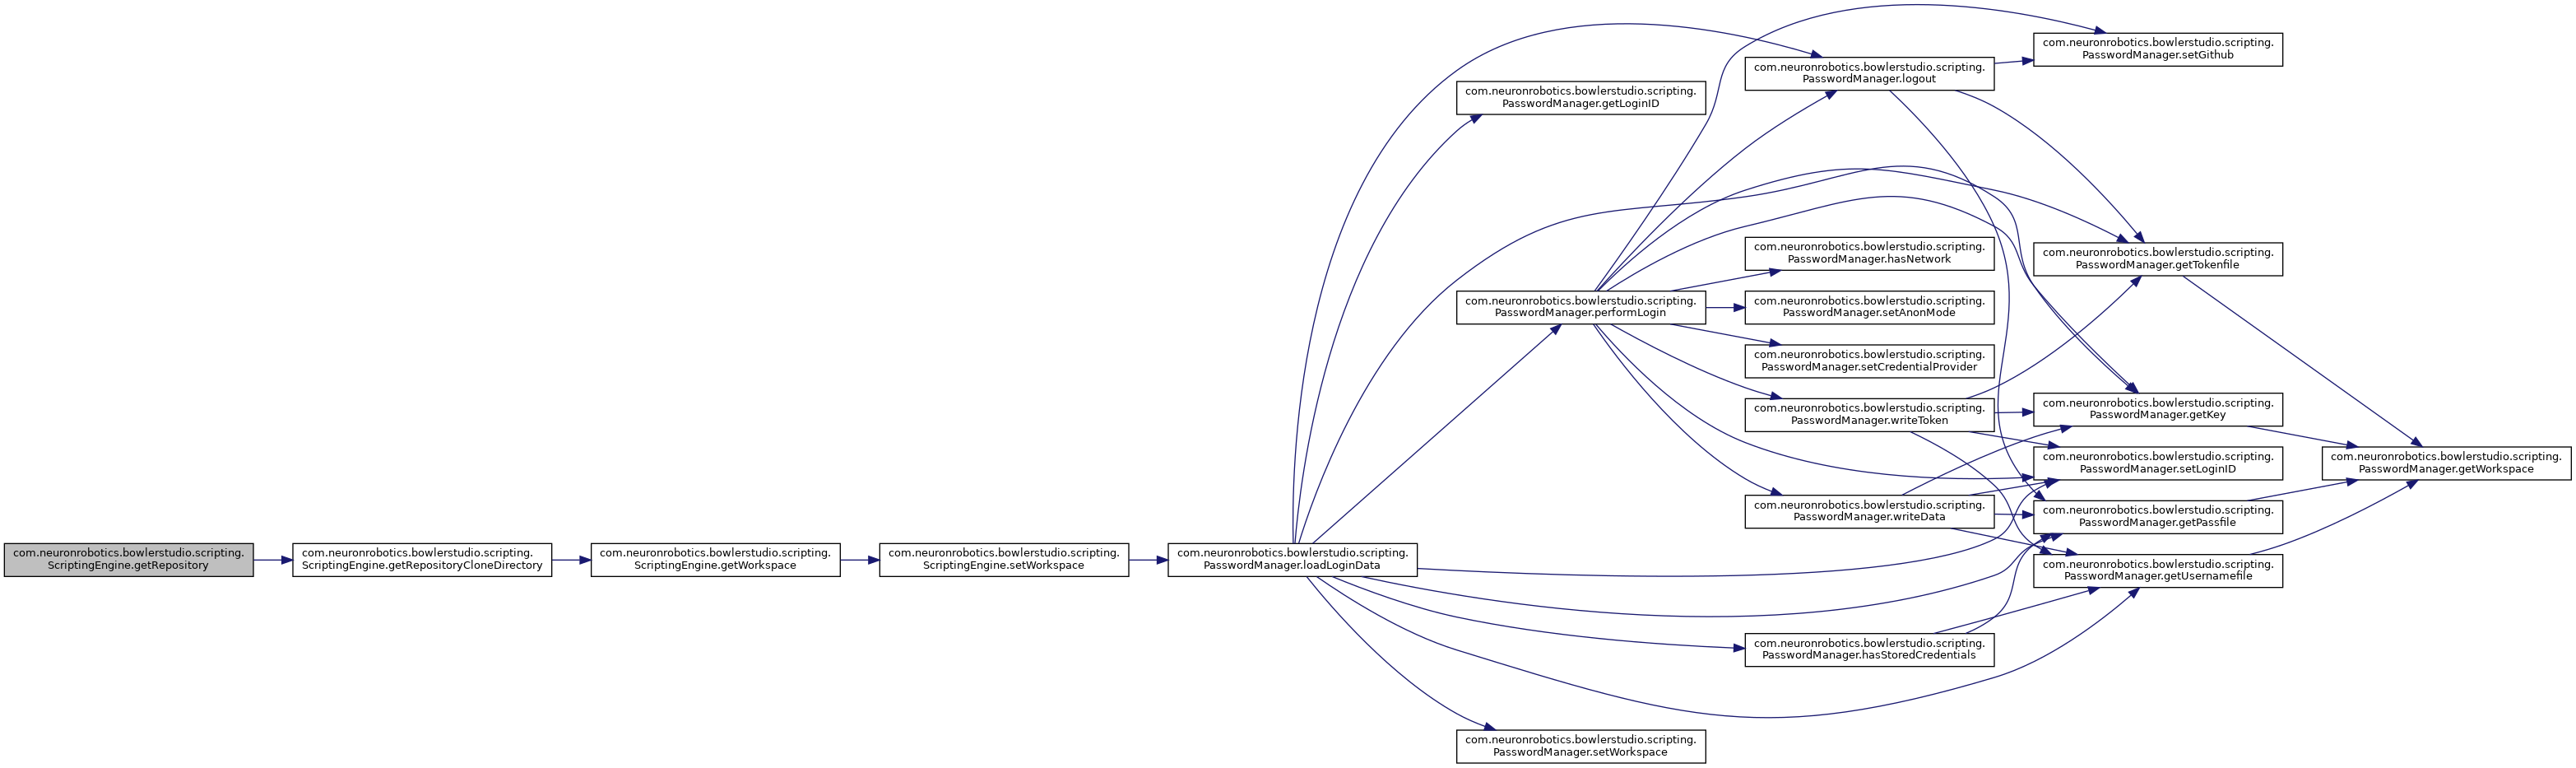 com.neuronrobotics.bowlerstudio.scripting.
ScriptingEngine.getRepository
com.neuronrobotics.bowlerstudio.scripting.
ScriptingEngine.getRepositoryCloneDirectory
com.neuronrobotics.bowlerstudio.scripting.
ScriptingEngine.getWorkspace
com.neuronrobotics.bowlerstudio.scripting.
ScriptingEngine.setWorkspace
com.neuronrobotics.bowlerstudio.scripting.
PasswordManager.loadLoginData
com.neuronrobotics.bowlerstudio.scripting.
PasswordManager.getLoginID
com.neuronrobotics.bowlerstudio.scripting.
PasswordManager.performLogin
com.neuronrobotics.bowlerstudio.scripting.
PasswordManager.setWorkspace
com.neuronrobotics.bowlerstudio.scripting.
PasswordManager.logout
com.neuronrobotics.bowlerstudio.scripting.
PasswordManager.hasNetwork
com.neuronrobotics.bowlerstudio.scripting.
PasswordManager.setAnonMode
com.neuronrobotics.bowlerstudio.scripting.
PasswordManager.setCredentialProvider
com.neuronrobotics.bowlerstudio.scripting.
PasswordManager.writeToken
com.neuronrobotics.bowlerstudio.scripting.
PasswordManager.writeData
com.neuronrobotics.bowlerstudio.scripting.
PasswordManager.hasStoredCredentials
com.neuronrobotics.bowlerstudio.scripting.
PasswordManager.setGithub
com.neuronrobotics.bowlerstudio.scripting.
PasswordManager.getTokenfile
com.neuronrobotics.bowlerstudio.scripting.
PasswordManager.getKey
com.neuronrobotics.bowlerstudio.scripting.
PasswordManager.setLoginID
com.neuronrobotics.bowlerstudio.scripting.
PasswordManager.getPassfile
com.neuronrobotics.bowlerstudio.scripting.
PasswordManager.getUsernamefile
com.neuronrobotics.bowlerstudio.scripting.
PasswordManager.getWorkspace